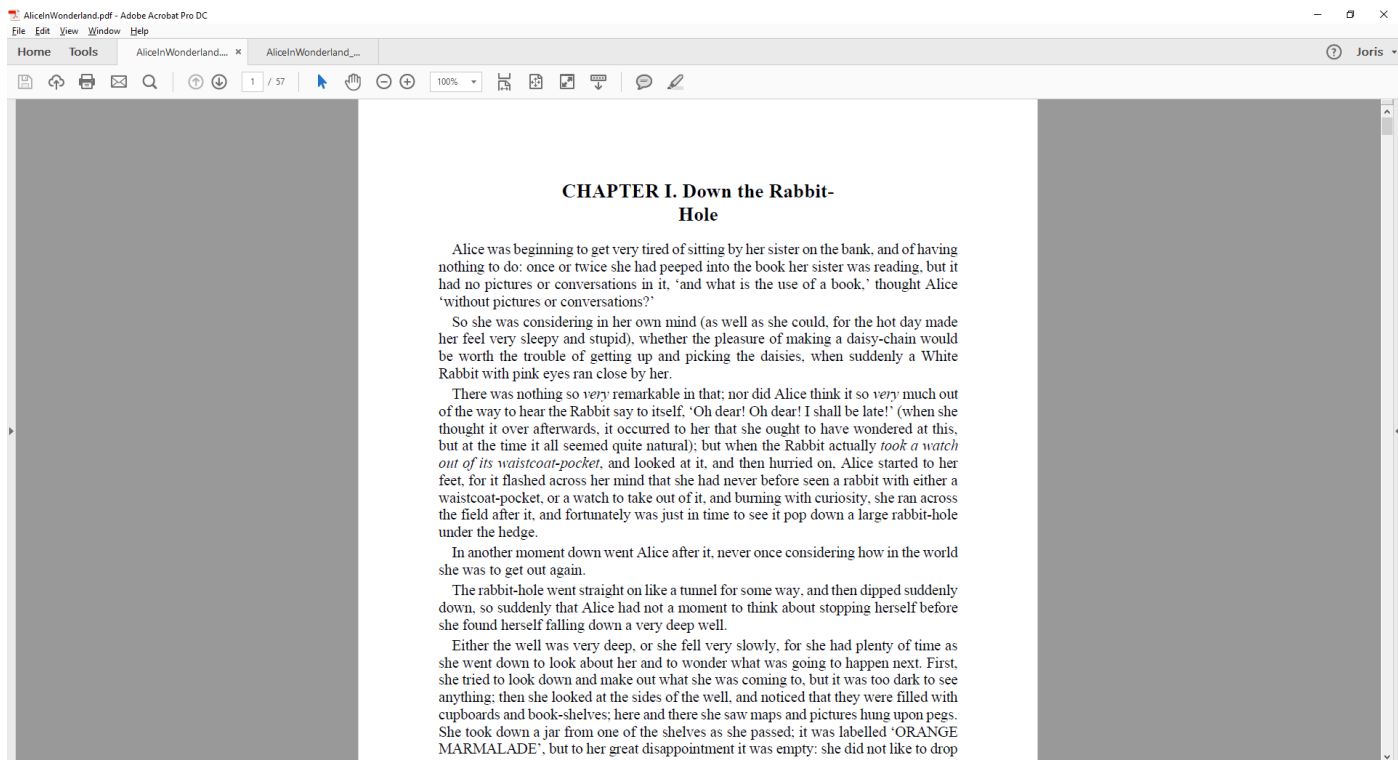 AliceInWonderland.pdf - Adobe Acrobat Pro DC
File Edit View Window Help
Home Tools AliceInWonderland.... × AliceInWonderland_... ? Joris
1 / 57 100%
CHAPTER I. Down the Rabbit-
Hole
Alice was beginning to get very tired of sitting by her sister on the bank, and of having
nothing to do: once or twice she had peeped into the book her sister was reading, but it
had no pictures or conversations in it, ‘and what is the use of a book,’ thought Alice
‘without pictures or conversations?’
So she was considering in her own mind (as well as she could, for the hot day made
her feel very sleepy and stupid), whether the pleasure of making a daisy-chain would
be worth the trouble of getting up and picking the daisies, when suddenly a White
Rabbit with pink eyes ran close by her.
There was nothing so very remarkable in that; nor did Alice think it so very much out
of the way to hear the Rabbit say to itself, ‘Oh dear! Oh dear! I shall be late!’ (when she
thought it over afterwards, it occurred to her that she ought to have wondered at this,
but at the time it all seemed quite natural); but when the Rabbit actually took a watch
out of its waistcoat-pocket, and looked at it, and then hurried on, Alice started to her
feet, for it flashed across her mind that she had never before seen a rabbit with either a
waistcoat-pocket, or a watch to take out of it, and burning with curiosity, she ran across
the field after it, and fortunately was just in time to see it pop down a large rabbit-hole
under the hedge.
In another moment down went Alice after it, never once considering how in the world
she was to get out again.
The rabbit-hole went straight on like a tunnel for some way, and then dipped suddenly
down, so suddenly that Alice had not a moment to think about stopping herself before
she found herself falling down a very deep well.
Either the well was very deep, or she fell very slowly, for she had plenty of time as
she went down to look about her and to wonder what was going to happen next. First,
she tried to look down and make out what she was coming to, but it was too dark to see
anything; then she looked at the sides of the well, and noticed that they were filled with
cupboards and book-shelves; here and there she saw maps and pictures hung upon pegs.
She took down a jar from one of the shelves as she passed; it was labelled ‘ORANGE
MARMALADE’, but to her great disappointment it was empty: she did not like to drop